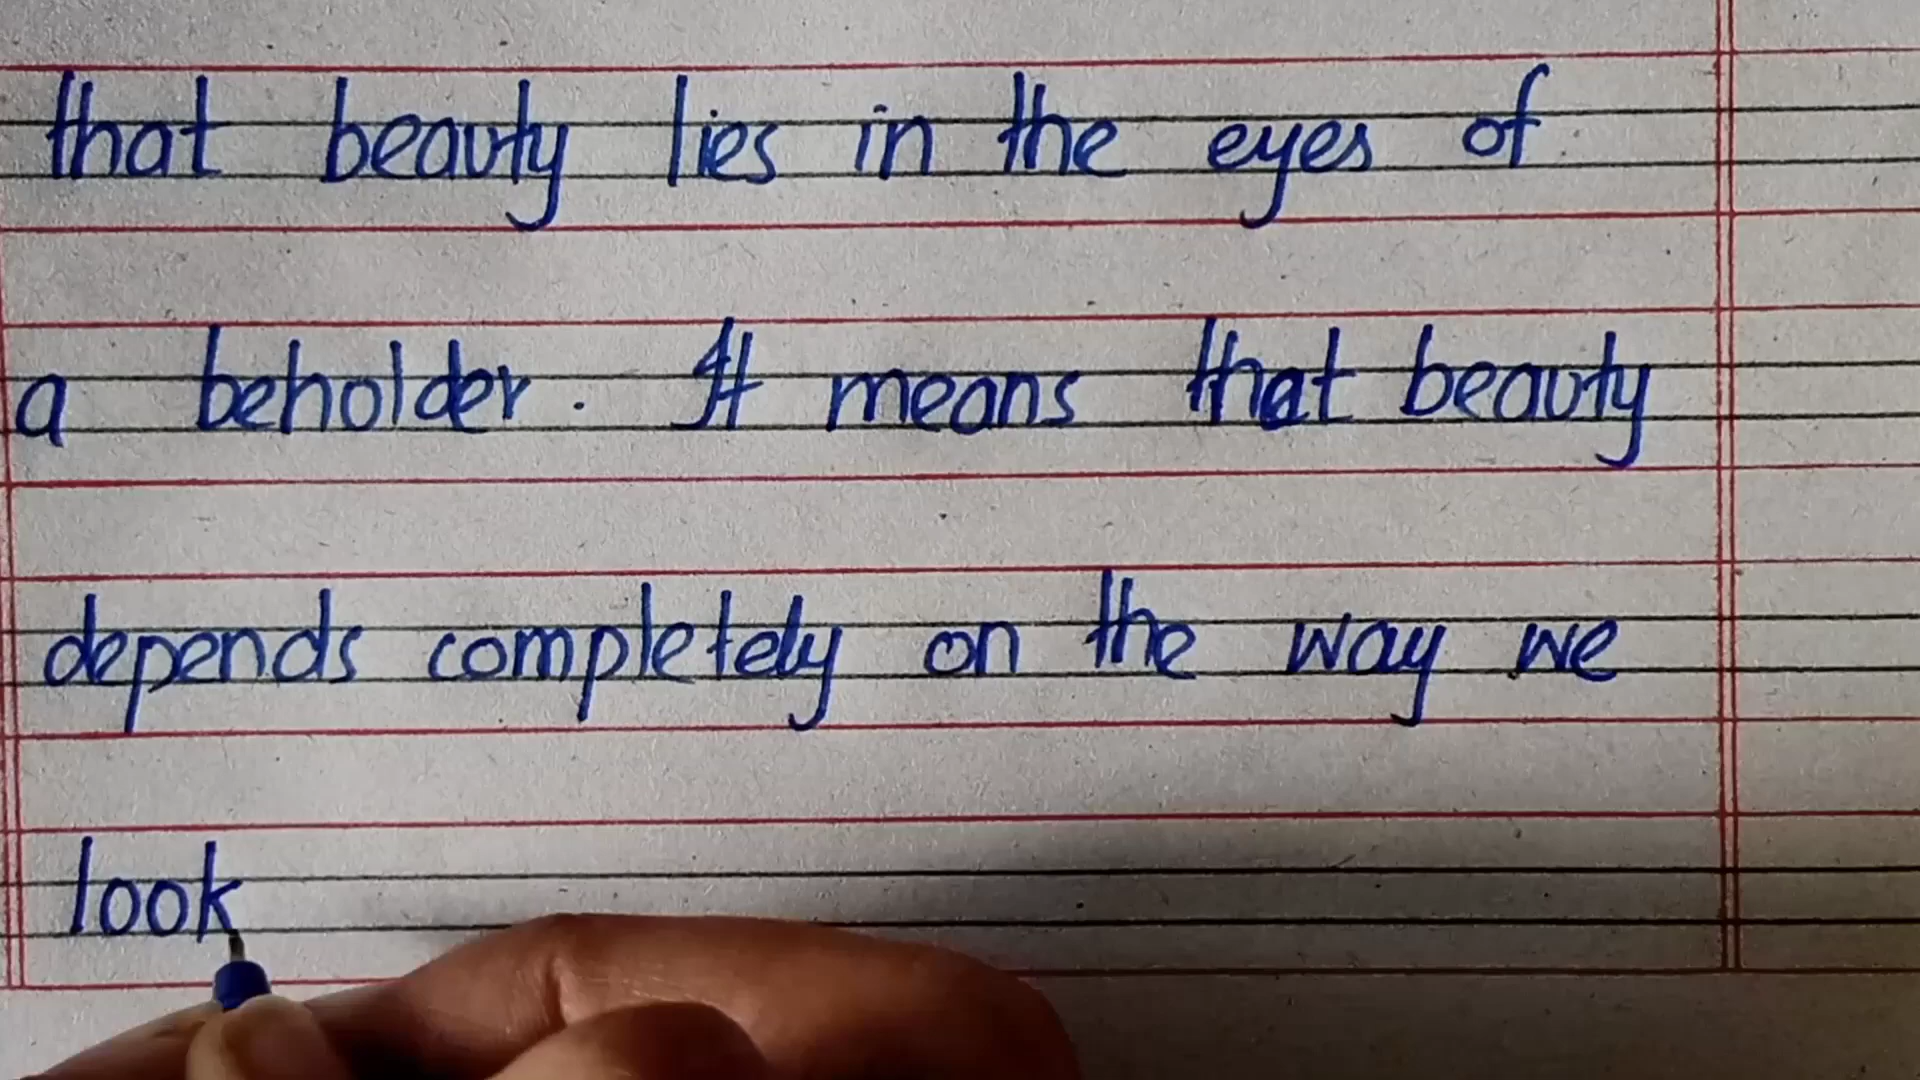 that beauty lies in the eyes of
a beholder. It means that beauty
depends completely on the way we
look